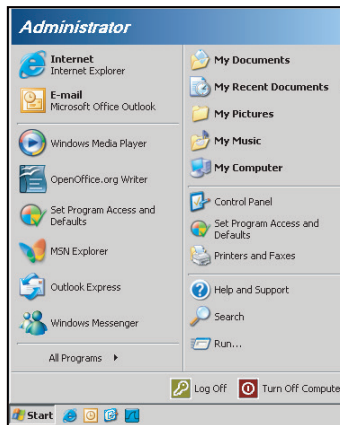 Administrator
Internet
Internet Explorer
E-mail
Microsoft Office Outlook
Windows Media Player
OpenOffice.org Writer
Set Program Access and
Defaults
MSN Explorer
Outlook Express
Windows Messenger
All Programs
My Documents
My Recent Documents
My Pictures
My Music
My Computer
Control Panel
Set Program Access and
Defaults
Printers and Faxes
Help and Support
Search
Run...
Log Off
Turn Off Compute
Start